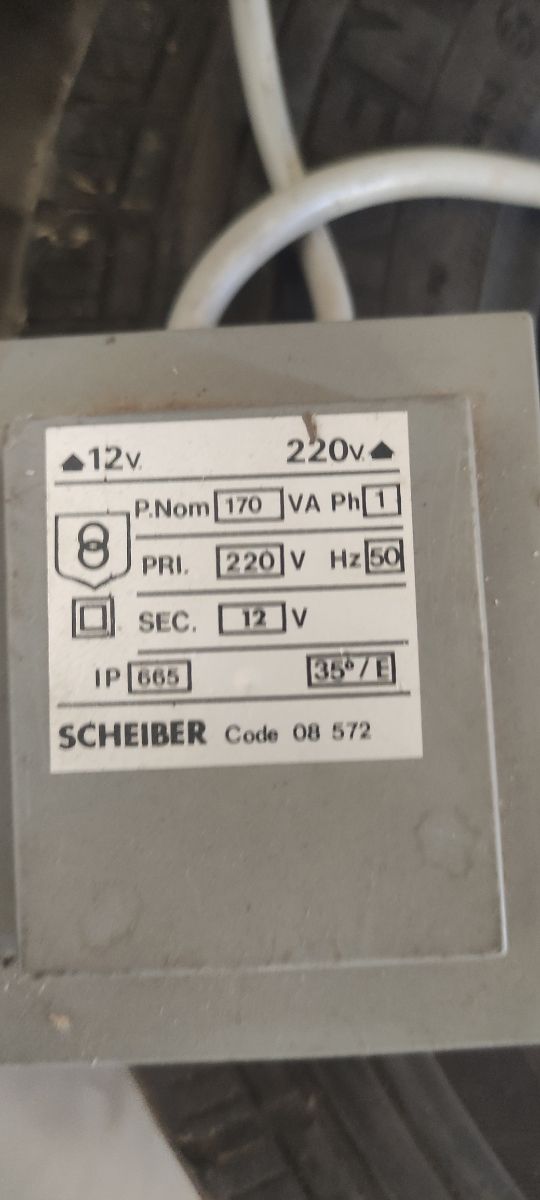 ▲12v. 220v.▲
P.Nom 170 VA Ph 1
PRI. 220 V Hz 50
SEC. 12 V
IP 665 35°/E
SCHEIBER Code 08 572